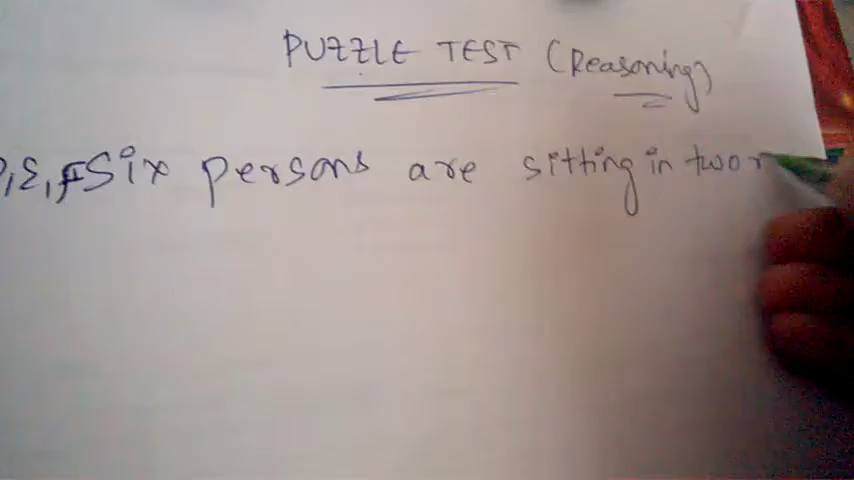 PUZZLE TEST (Reasoning)
,E,F Six persons are sitting in two r